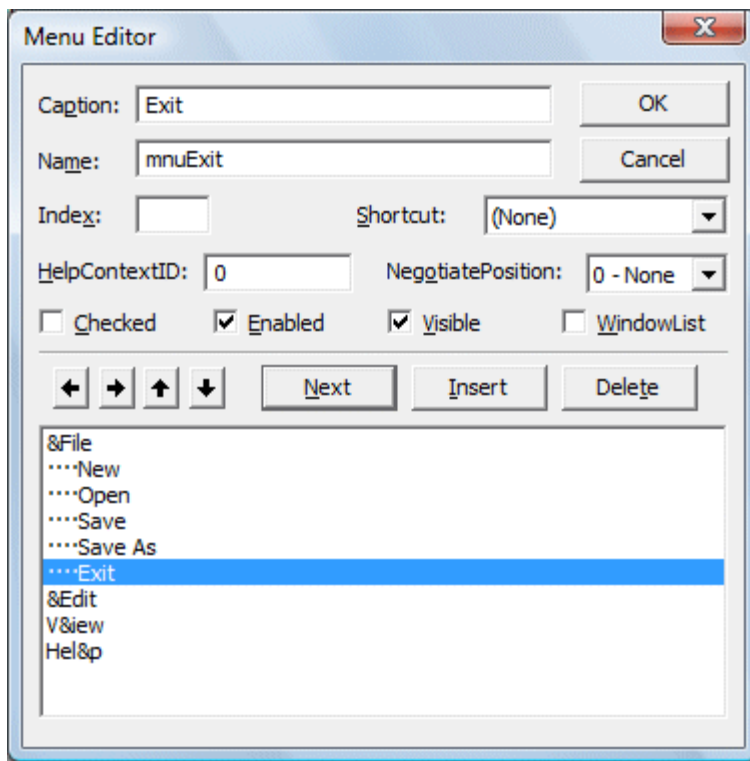 Menu Editor
Caption: Exit OK
Name: mnuExit Cancel
Index: Shortcut: (None)
HelpContextID: 0 NegotiatePosition: 0 - None
Checked Enabled Visible WindowList
Next Insert Delete
&File
····New
····Open
····Save
····Save As
····Exit
&Edit
V&iew
Hel&p